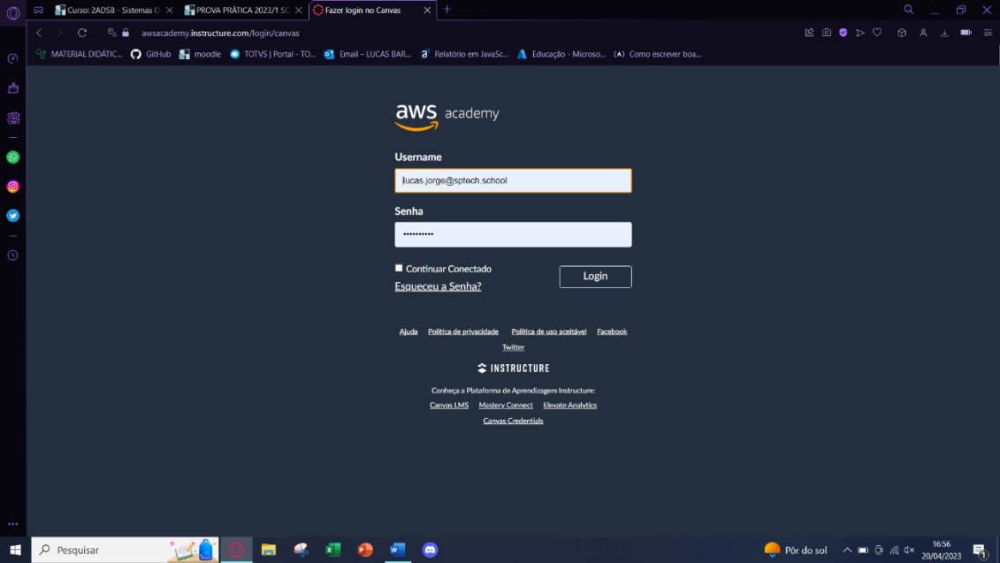 Curso: 2ADSB - Sistemas O
PROVA PRÁTICA 2023/1 SO
Fazer login no Canvas
awsacademy.instructure.com/login/canvas
MATERIAL DIDÁTIC...
GitHub
moodle
TOTVS | Portal - TO...
Email – LUCAS BAR...
Relatório em JavaSc...
Educação - Microso...
Como escrever boa...
aws academy
Username
lucas.jorge@sptech.school
Senha
••••••••••
Continuar Conectado
Login
Esqueceu a Senha?
Ajuda Política de privacidade Política de uso aceitável Facebook
Twitter
INSTRUCTURE
Conheça a Plataforma de Aprendizagem Instructure:
Canvas LMS Mastery Connect Elevate Analytics
Canvas Credentials
Pesquisar
Pôr do sol
16:56
20/04/2023
1